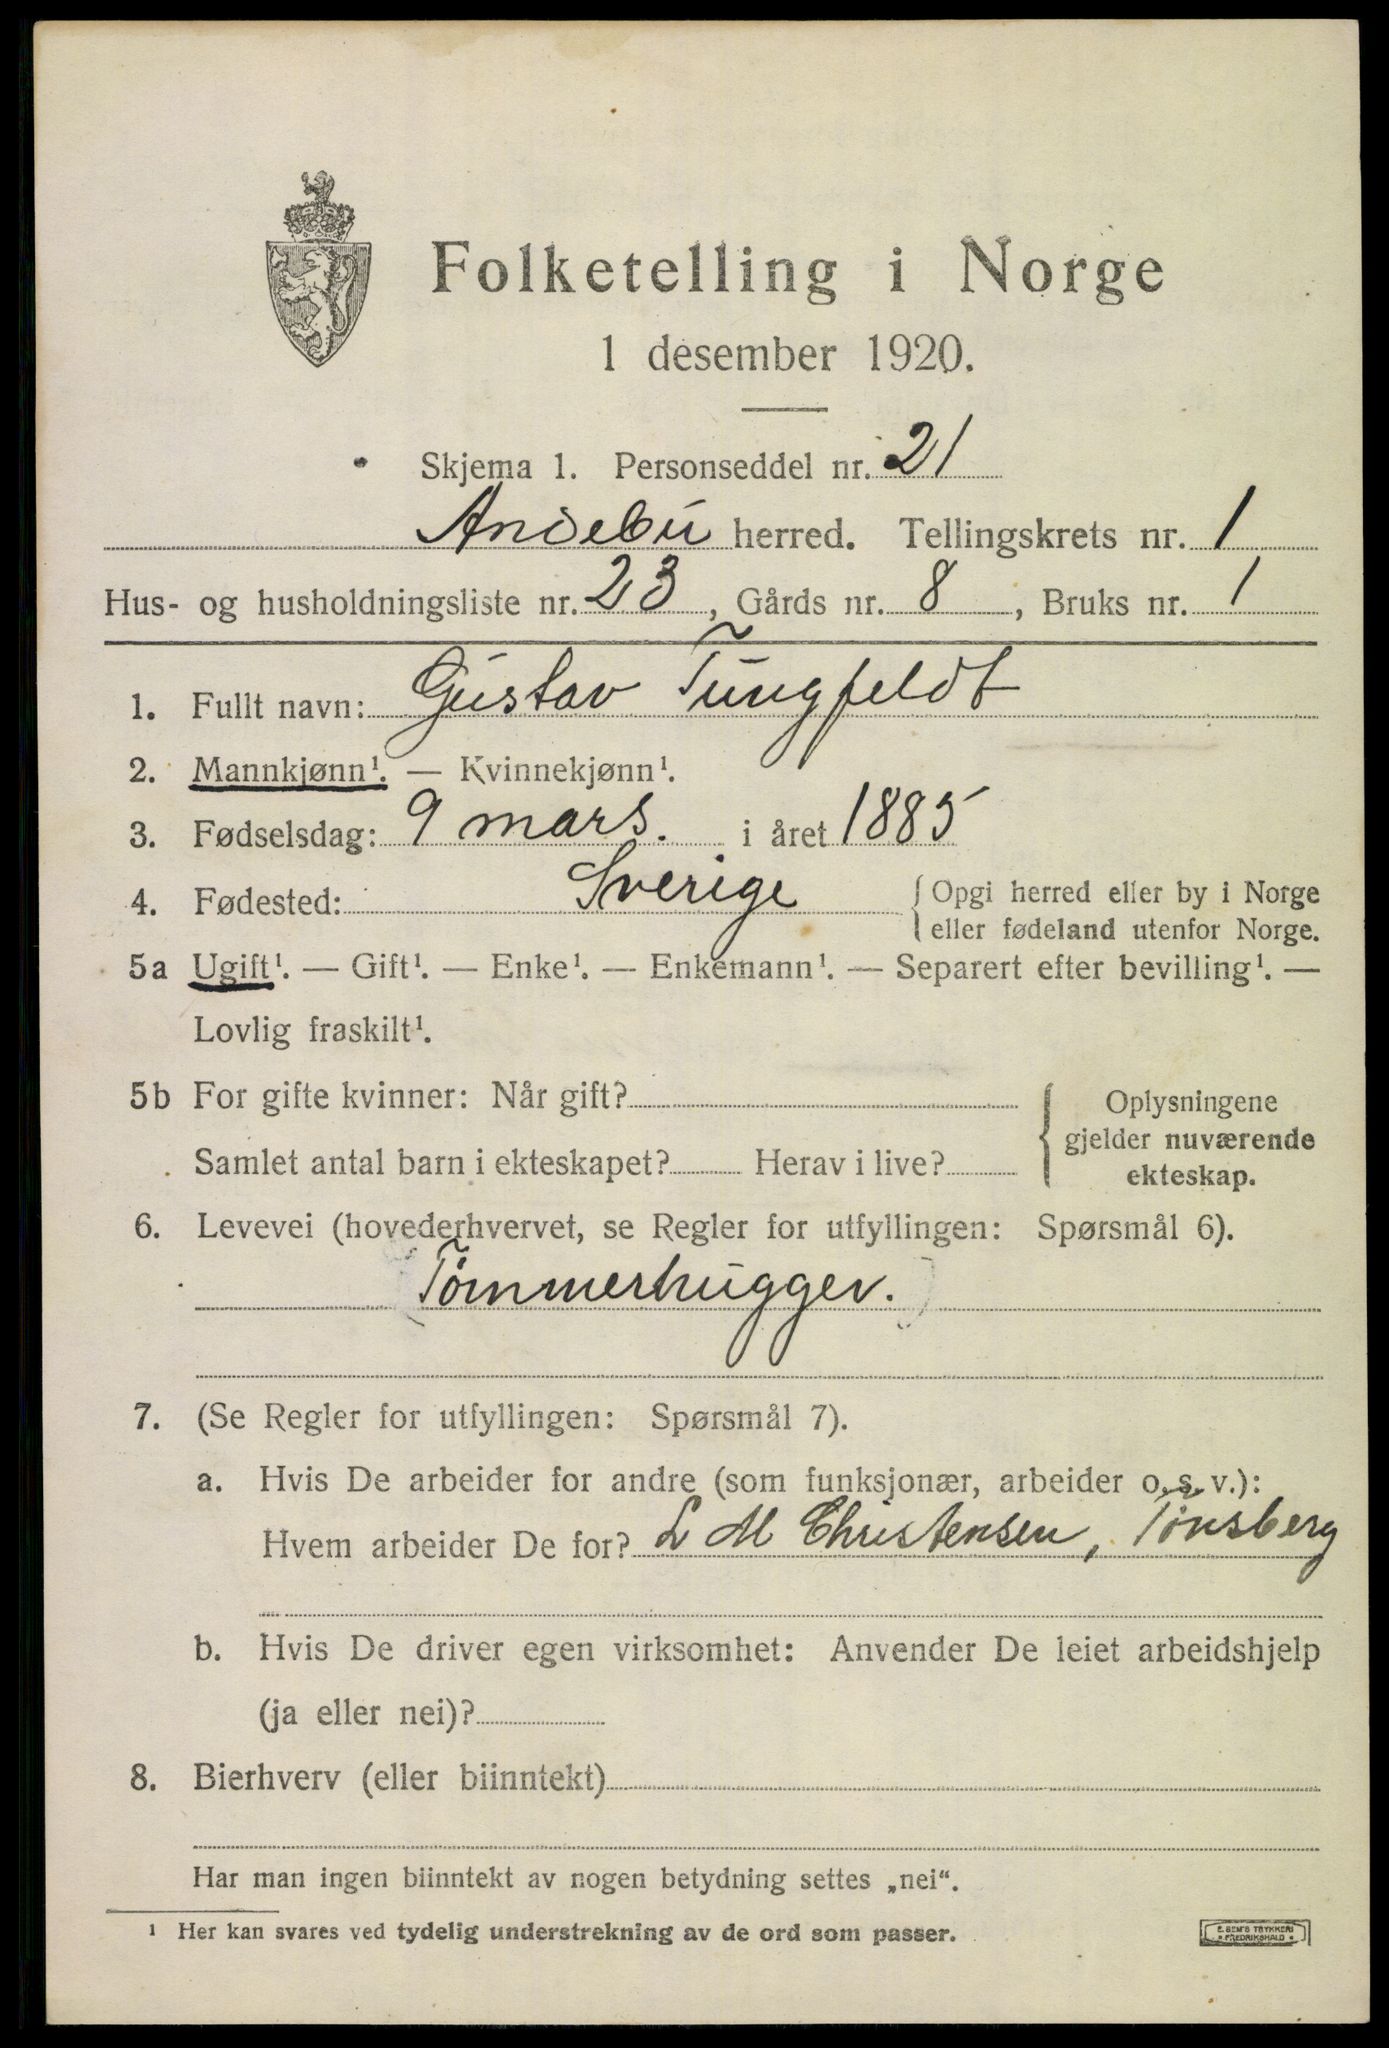 Folketelling i Norge
1 desember 1920.
Skjema 1. Personseddel nr. 21
Andebu herred. Tellingskrets nr. 1
Hus- og husholdningsliste nr. 23, Gårds nr. 8, Bruks nr. 1
1. Fullt navn: Gustav Tungfeldt
2. Mannkjønn¹. — Kvinnekjønn¹.
3. Fødselsdag: 9 mars. i året 1885
4. Fødested: Sverige { Opgi herred eller by i Norge
eller fødeland utenfor Norge.
5a Ugift¹. — Gift¹. — Enke¹. — Enkemann¹. — Separert efter bevilling¹. —
Lovlig fraskilt¹.
5b For gifte kvinner: Når gift?
Samlet antal barn i ekteskapet? Herav i live?
Oplysningene
gjelder nuværende
ekteskap.
6. Levevei (hovederhvervet, se Regler for utfyllingen: Spørsmål 6).
(Tømmerhugger.)
7. (Se Regler for utfyllingen: Spørsmål 7).
a. Hvis De arbeider for andre (som funksjonær, arbeider o. s. v.):
Hvem arbeider De for? L M Christensen, Tønsberg
b. Hvis De driver egen virksomhet: Anvender De leiet arbeidshjelp
(ja eller nei)?
8. Bierhverv (eller biinntekt)
Har man ingen biinntekt av nogen betydning settes „nei“.
¹ Her kan svares ved tydelig understrekning av de ord som passer.
E. SEM'S TRYKKERI
• FREDRIKSHALD •